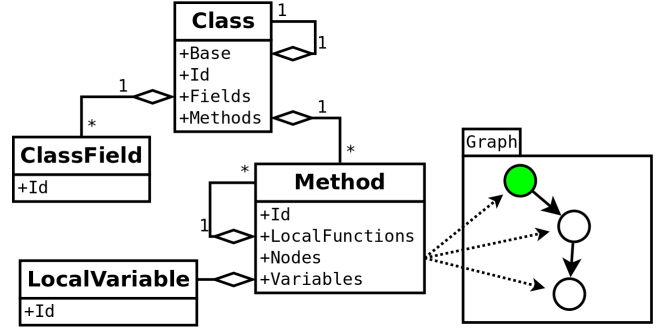 Class
1
+Base
1
+Id
+Fields
1
+Methods
1
*
ClassField
+Id
*
Method
*
+Id
1
+LocalFunctions
+Nodes
+Variables
LocalVariable
+Id
Graph